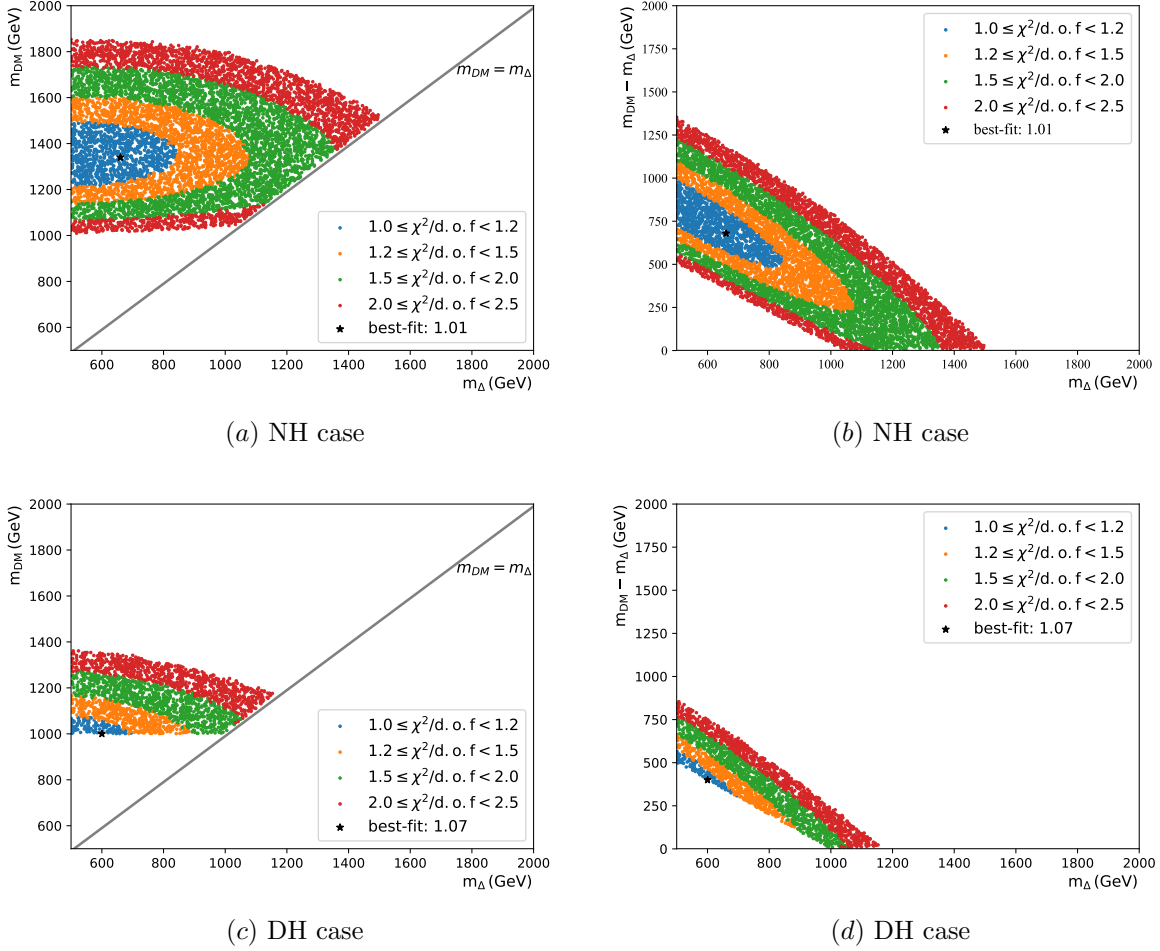 2000
1800
1600
1400
1200
1000
800
600
m_DM (GeV)
m_DM = m_Δ
1.0 ≤ χ²/d.o.f < 1.2
1.2 ≤ χ²/d.o.f < 1.5
1.5 ≤ χ²/d.o.f < 2.0
2.0 ≤ χ²/d.o.f < 2.5
best-fit: 1.01
600 800 1000 1200 1400 1600 1800 2000
m_Δ (GeV)
(a) NH case
2000
1750
1500
1250
1000
750
500
250
0
m_DM − m_Δ (GeV)
1.0 ≤ χ²/d.o.f < 1.2
1.2 ≤ χ²/d.o.f < 1.5
1.5 ≤ χ²/d.o.f < 2.0
2.0 ≤ χ²/d.o.f < 2.5
best-fit: 1.01
600 800 1000 1200 1400 1600 1800 2000
m_Δ (GeV)
(b) NH case
2000
1800
1600
1400
1200
1000
800
600
m_DM (GeV)
m_DM = m_Δ
1.0 ≤ χ²/d.o.f < 1.2
1.2 ≤ χ²/d.o.f < 1.5
1.5 ≤ χ²/d.o.f < 2.0
2.0 ≤ χ²/d.o.f < 2.5
best-fit: 1.07
600 800 1000 1200 1400 1600 1800 2000
m_Δ (GeV)
(c) DH case
2000
1750
1500
1250
1000
750
500
250
0
m_DM − m_Δ (GeV)
1.0 ≤ χ²/d.o.f < 1.2
1.2 ≤ χ²/d.o.f < 1.5
1.5 ≤ χ²/d.o.f < 2.0
2.0 ≤ χ²/d.o.f < 2.5
best-fit: 1.07
600 800 1000 1200 1400 1600 1800 2000
m_Δ (GeV)
(d) DH case